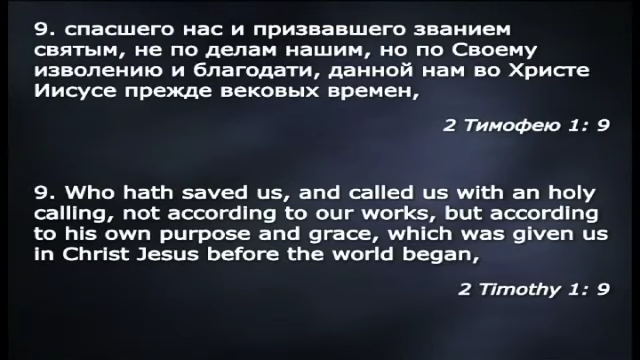 9. спасшего нас и призвавшего званием
святым, не по делам нашим, но по Своему
изволению и благодати, данной нам во Христе
Иисусе прежде вековых времен,
2 Тимофею 1: 9
9. Who hath saved us, and called us with an holy
calling, not according to our works, but according
to his own purpose and grace, which was given us
in Christ Jesus before the world began,
2 Timothy 1: 9